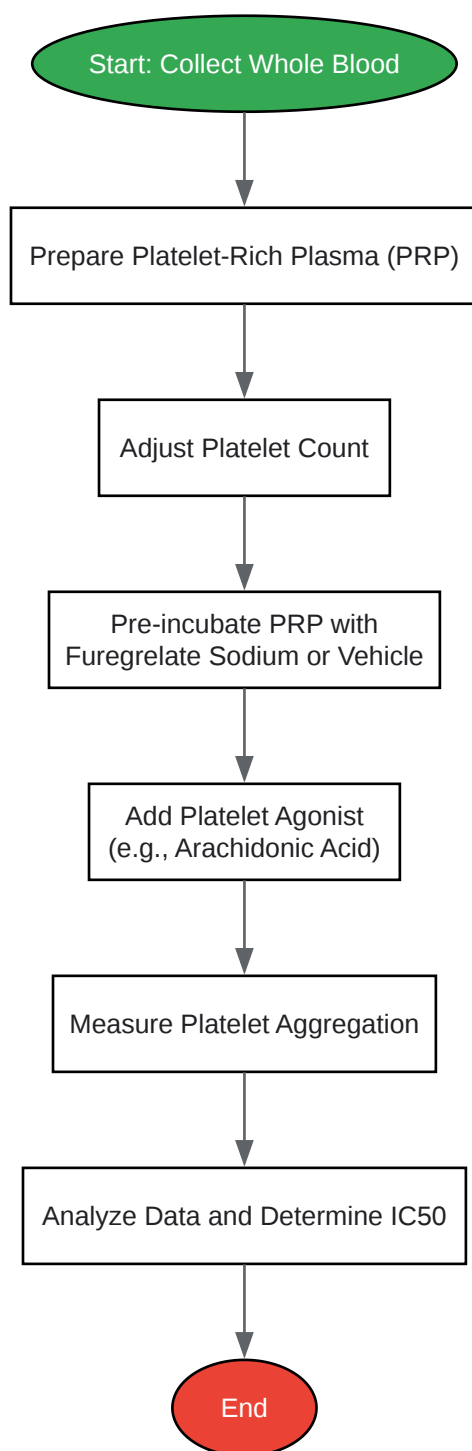 Start: Collect Whole Blood
Prepare Platelet-Rich Plasma (PRP)
Adjust Platelet Count
Pre-incubate PRP with
Furegrelate Sodium or Vehicle
Add Platelet Agonist
(e.g., Arachidonic Acid)
Measure Platelet Aggregation
Analyze Data and Determine IC50
End